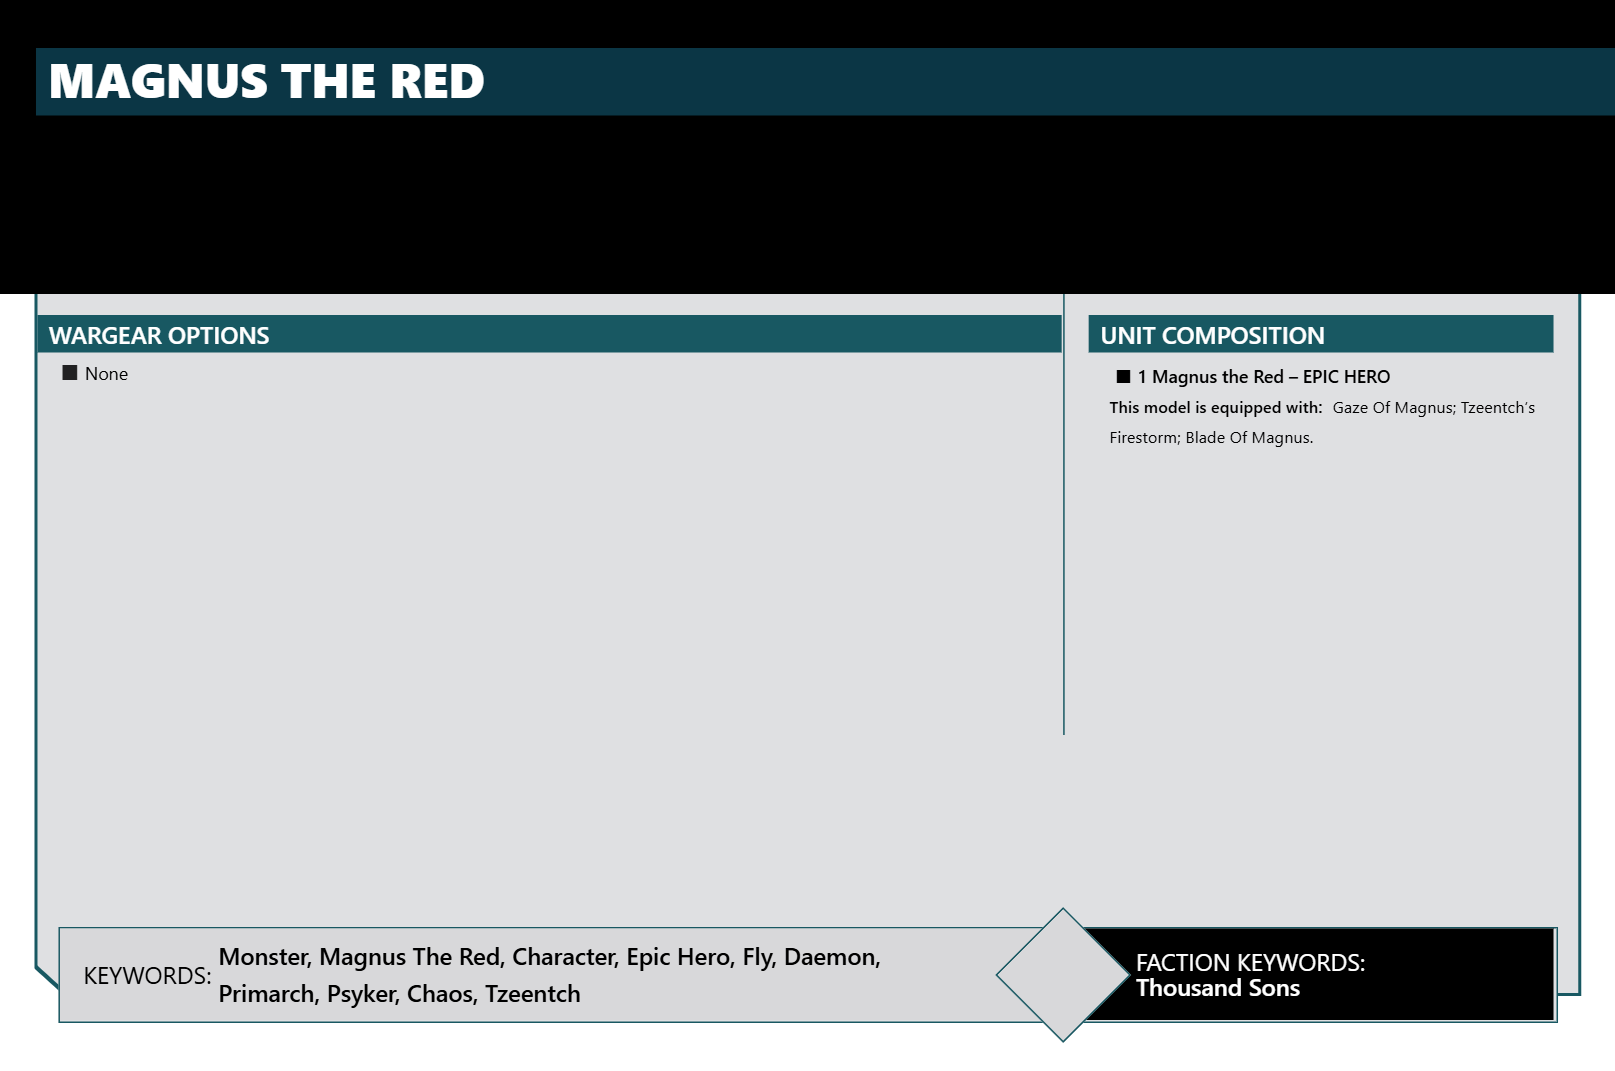 MAGNUS THE RED
WARGEAR OPTIONS
■ None
UNIT COMPOSITION
■ 1 Magnus the Red – EPIC HERO
This model is equipped with: Gaze Of Magnus; Tzeentch’s
Firestorm; Blade Of Magnus.
KEYWORDS: Monster, Magnus The Red, Character, Epic Hero, Fly, Daemon,
Primarch, Psyker, Chaos, Tzeentch
FACTION KEYWORDS:
Thousand Sons